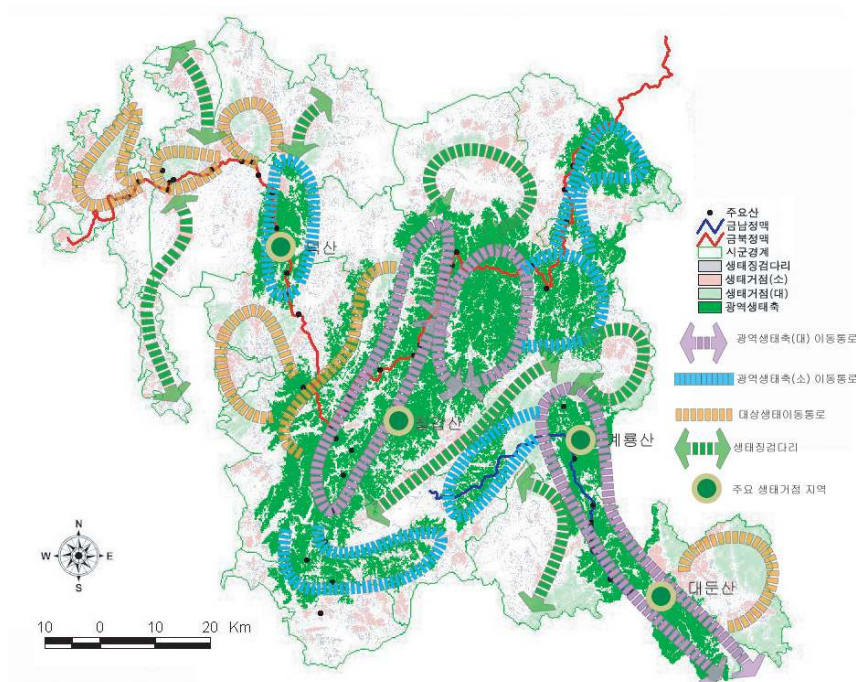 주요산
금남정맥
금북정맥
시군경계
생태징검다리
생태거점(소)
생태거점(대)
광역생태축
광역생태축(대) 이동통로
광역생태축(소) 이동통로
대상생태이동통로
생태징검다리
주요 생태거점 지역
계룡산
대둔산
N
W E
S
10 0 10 20 Km